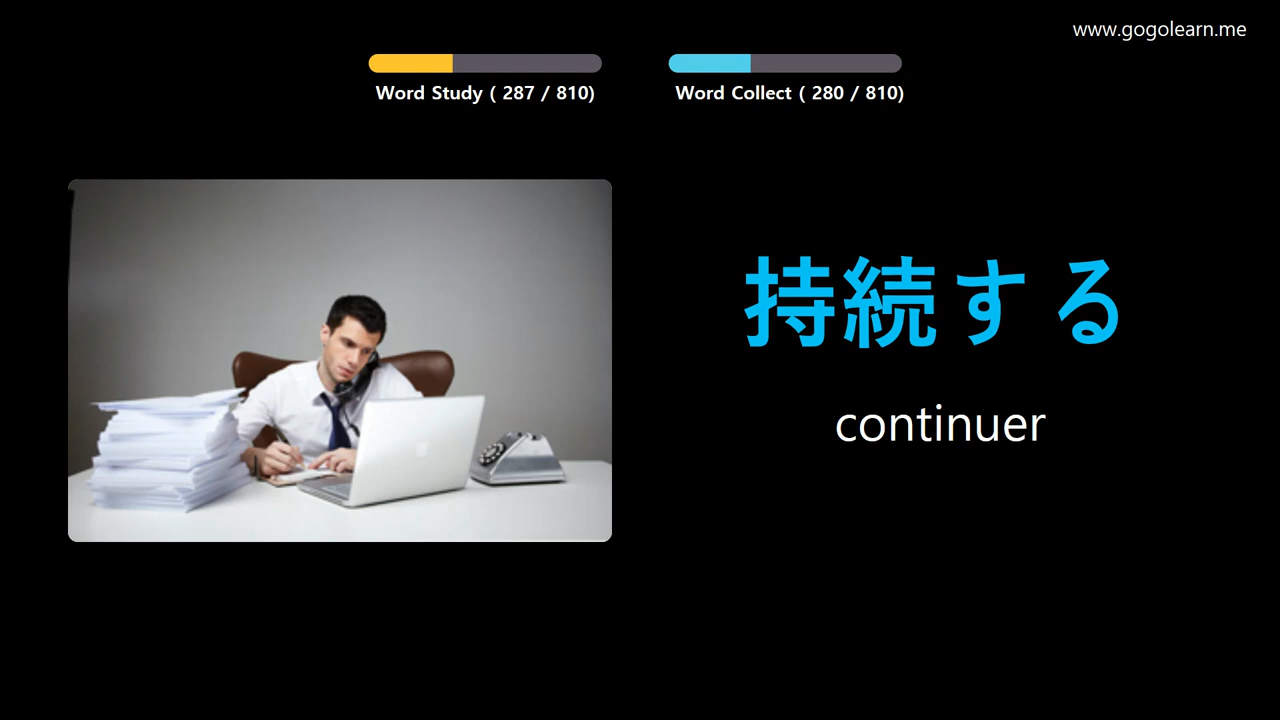 www.gogolearn.me
Word Study ( 287 / 810)
Word Collect ( 280 / 810)
持続する
continuer